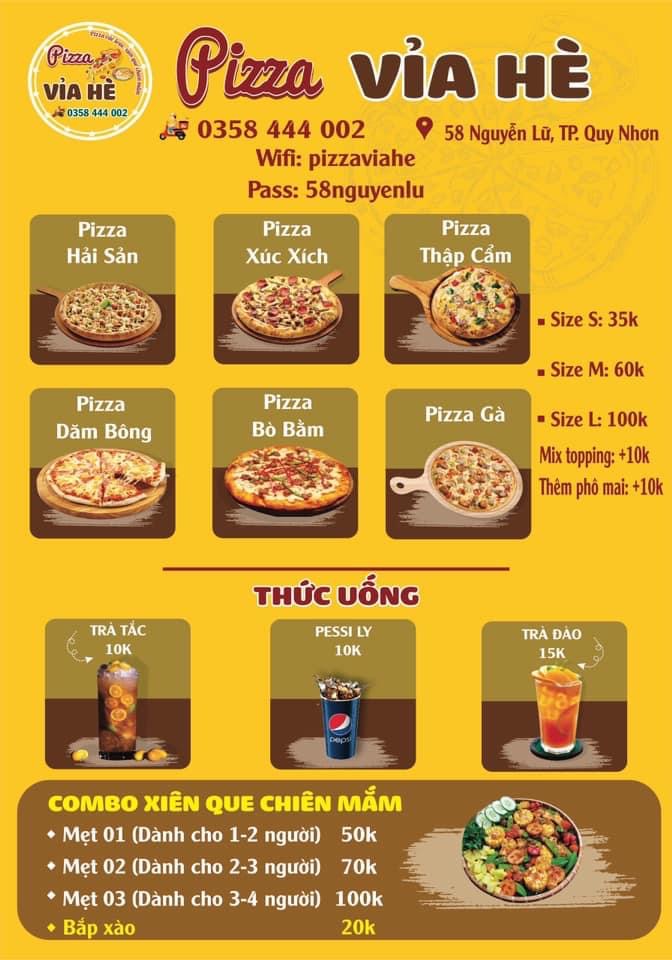 Pizza
VỈA HÈ
0358 444 002
Pizza VỈA HÈ
0358 444 002
58 Nguyễn Lữ, TP. Quy Nhơn
Wifi: pizzaviahe
Pass: 58nguyenlu
Pizza
Hải Sản
Pizza
Xúc Xích
Pizza
Thập Cẩm
Pizza
Dăm Bông
Pizza
Bò Bằm
Pizza Gà
Size S: 35k
Size M: 60k
Size L: 100k
Mix topping: +10k
Thêm phô mai: +10k
THỨC UỐNG
TRÀ TẮC
10K
PESSI LY
10K
pepsi
TRÀ ĐÀO
15K
COMBO XIÊN QUE CHIÊN MẮM
Mẹt 01 (Dành cho 1-2 người) 50k
Mẹt 02 (Dành cho 2-3 người) 70k
Mẹt 03 (Dành cho 3-4 người) 100k
Bắp xào 20k